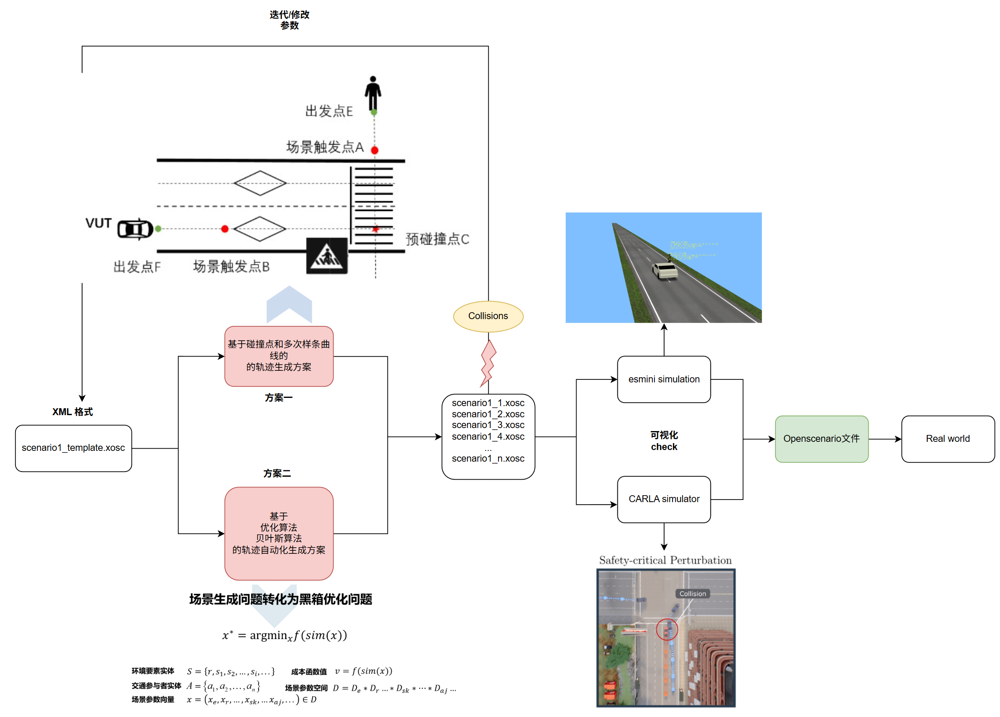 迭代/修改
参数
出发点E
场景触发点A
VUT
预碰撞点C
出发点F
场景触发点B
Collisions
基于碰撞点和多次样条曲
线的
的轨迹生成方案
方案一
XML 格式
scenario1_template.xosc
scenario1_1.xosc
scenario1_2.xosc
scenario1_3.xosc
scenario1_4.xosc
...
scenario1_n.xosc
esmini simulation
可视化
check
CARLA simulator
Openscenario文件
Real world
方案二
基于
优化算法
贝叶斯算法
的轨迹自动化生成方案
Safety-critical Perturbation
Collision
场景生成问题转化为黑箱优化问题
x* = argminₓf(sim(x))
环境要素实体 S = {r, s₁, s₂, …, sᵢ, …} 成本函数值 v = f(sim(x))
交通参与者实体 A = {a₁, a₂, …, aₙ} 场景参数空间 D = D_e * D_r … * D_sk * ⋯ * D_aj …
场景参数向量 x = (x_e, x_r, …, x_sk, … x_aj, …) ∈ D